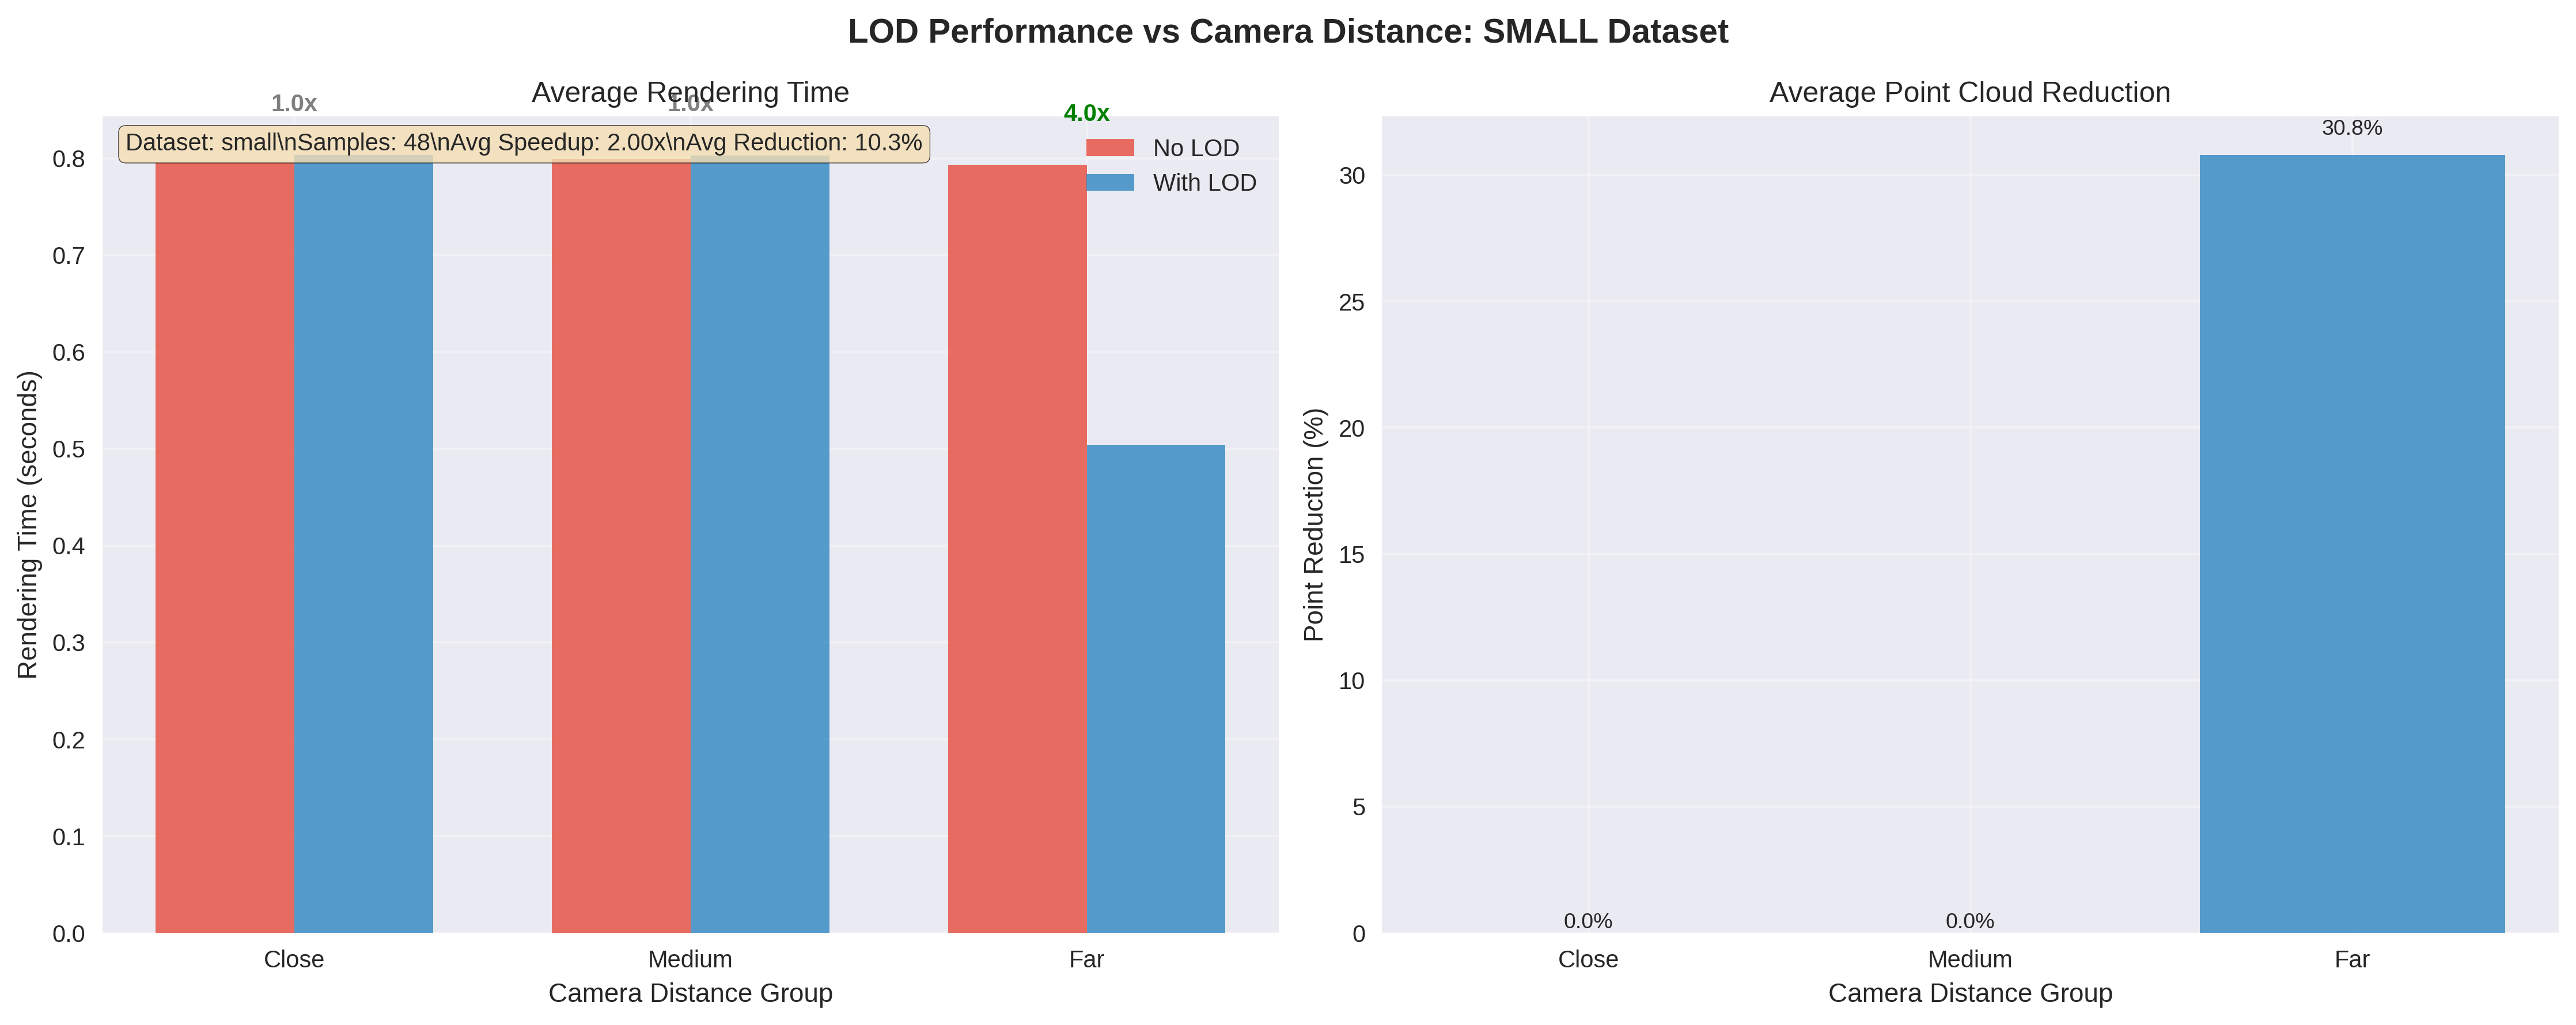 LOD Performance vs Camera Distance: SMALL Dataset
Average Rendering Time
1.0x
1.0x
4.0x
Dataset: small\nSamples: 48\nAvg Speedup: 2.00x\nAvg Reduction: 10.3%
No LOD
With LOD
Rendering Time (seconds)
0.8
0.7
0.6
0.5
0.4
0.3
0.2
0.1
0.0
Close
Medium
Far
Camera Distance Group
Average Point Cloud Reduction
30.8%
Point Reduction (%)
30
25
20
15
10
5
0
0.0%
0.0%
Close
Medium
Far
Camera Distance Group